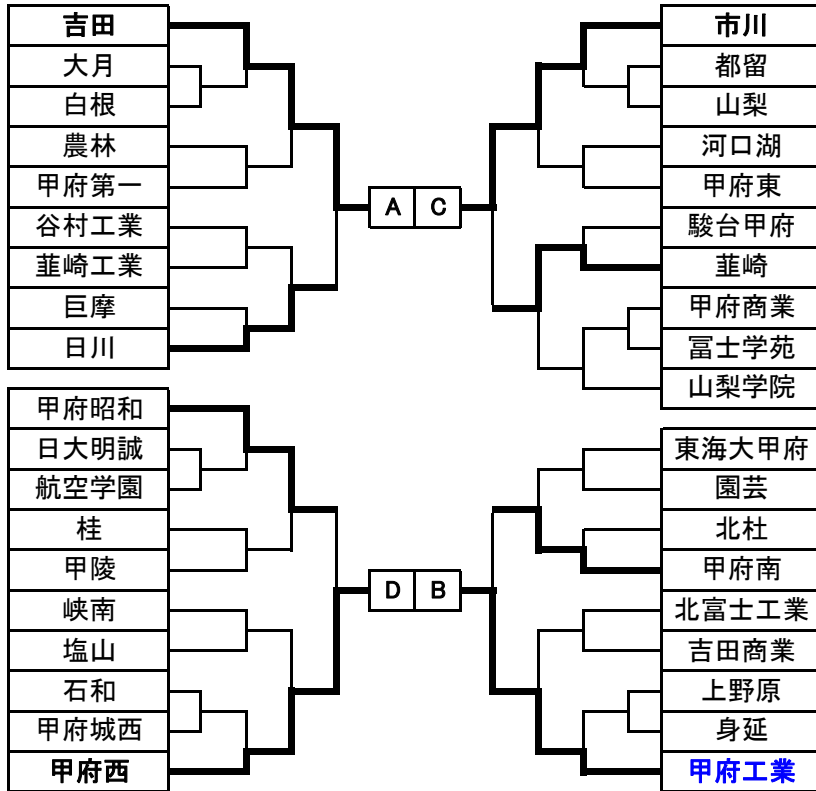 吉田
大月
白根
農林
甲府第一
谷村工業
韮崎工業
巨摩
日川
A C
市川
都留
山梨
河口湖
甲府東
駿台甲府
韮崎
甲府商業
冨士学苑
山梨学院
甲府昭和
日大明誠
航空学園
桂
甲陵
峡南
塩山
石和
甲府城西
甲府西
D B
東海大甲府
園芸
北杜
甲府南
北富士工業
吉田商業
上野原
身延
甲府工業